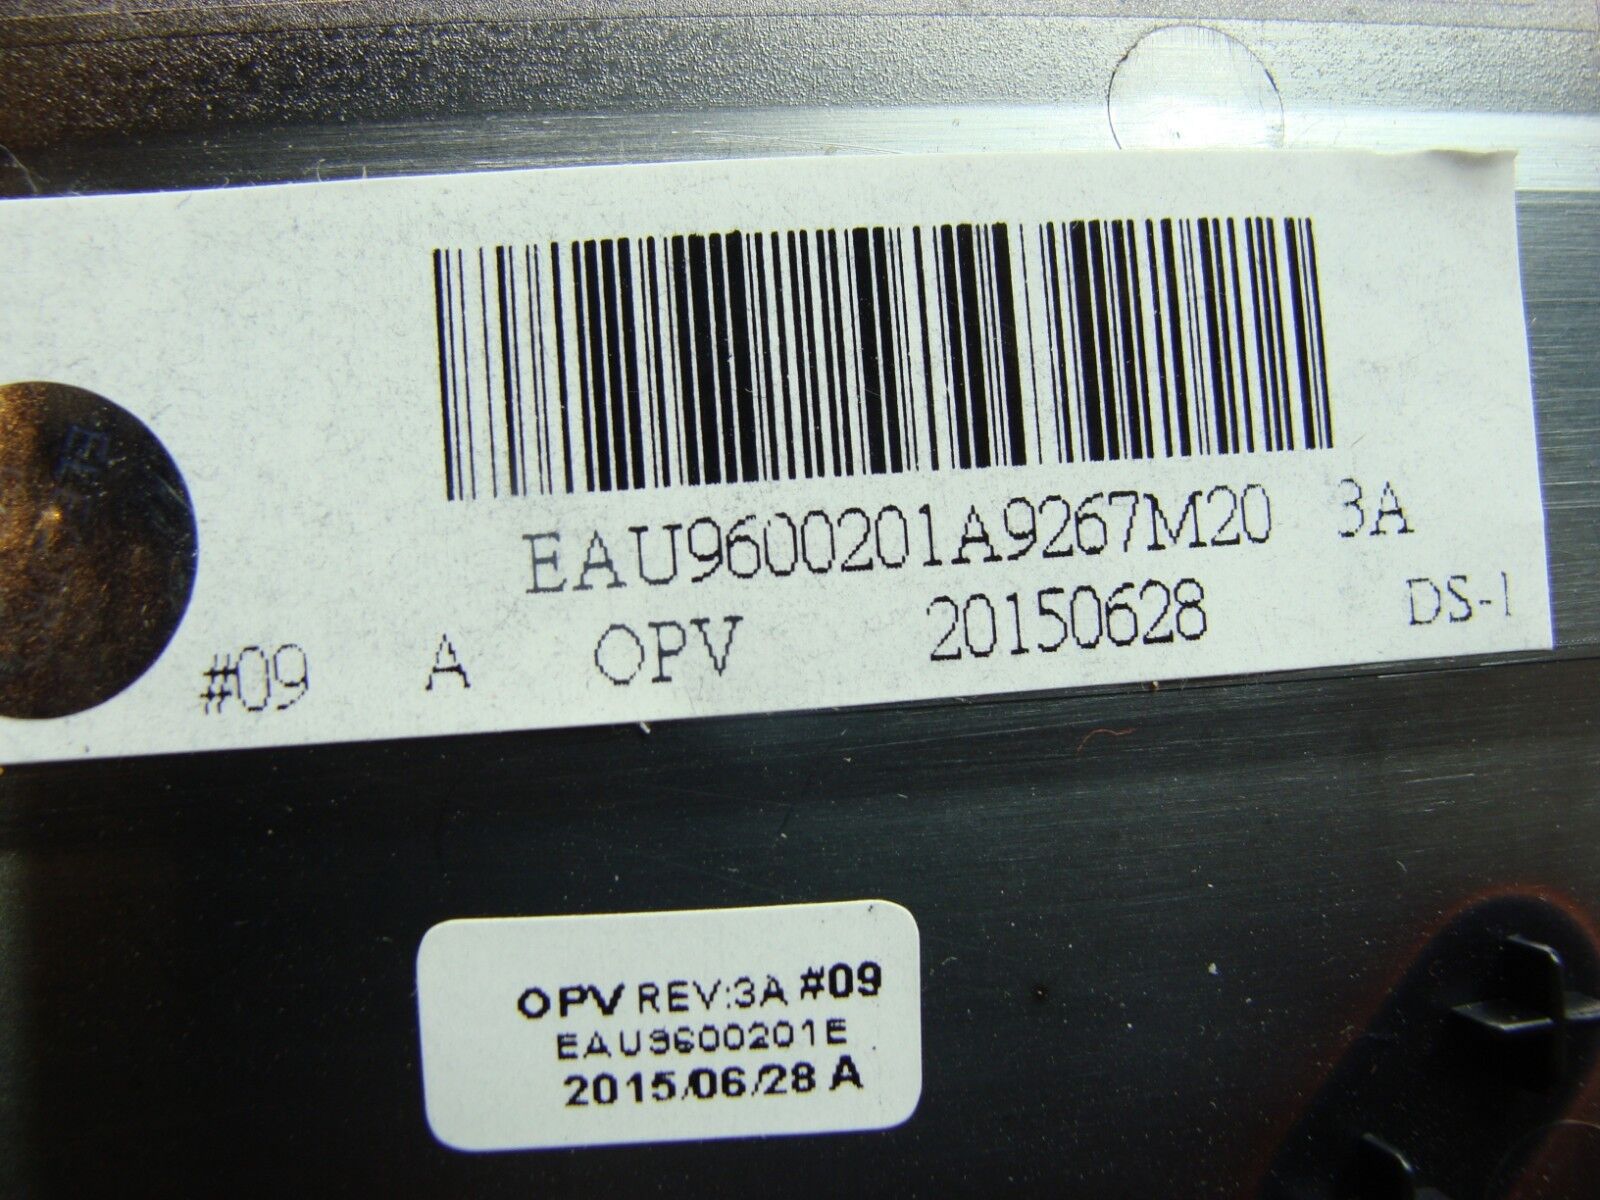 EAU9600201A9267M20 3A
#09 A OPV 20150628 DS-1
OPV REV:3A #09
EAU9600201E
2015/06/28 A